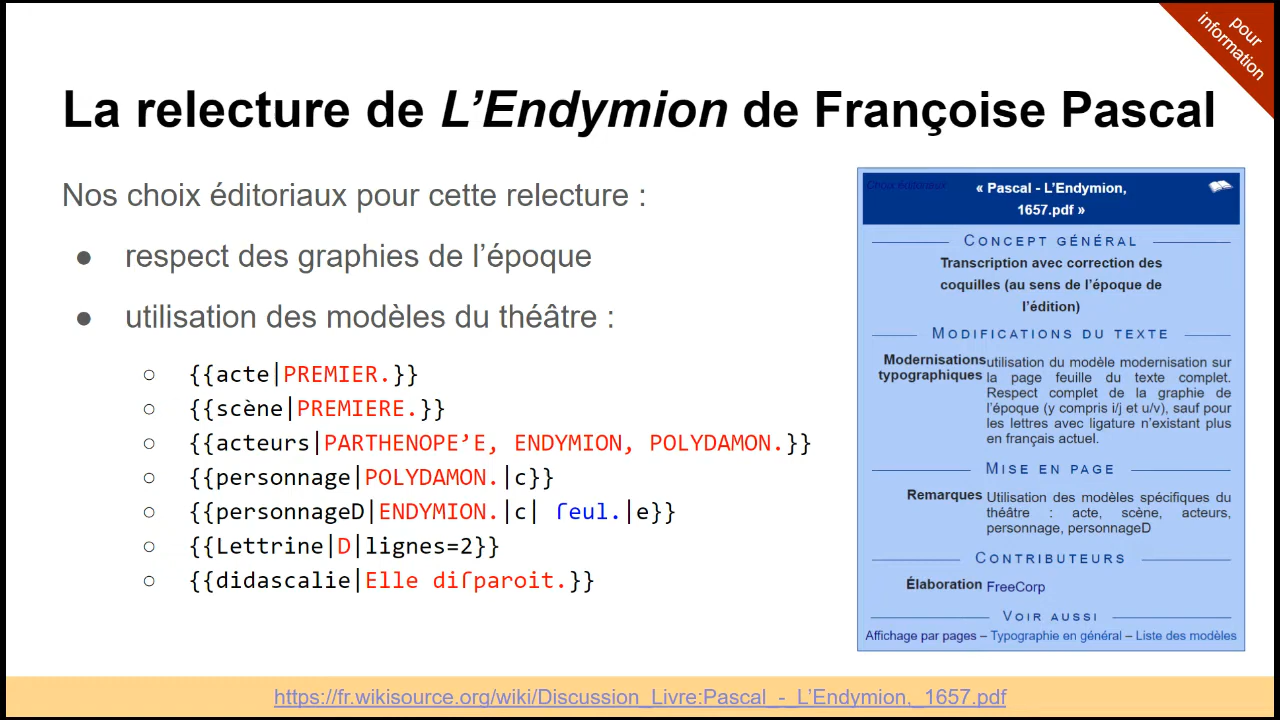 pour
information
La relecture de L’Endymion de Françoise Pascal
Nos choix éditoriaux pour cette relecture :
● respect des graphies de l’époque
● utilisation des modèles du théâtre :
○ {{acte|PREMIER.}}
○ {{scène|PREMIERE.}}
○ {{acteurs|PARTHENOPE’E, ENDYMION, POLYDAMON.}}
○ {{personnage|POLYDAMON.|c}}
○ {{personnageD|ENDYMION.|c| ſeul.|e}}
○ {{Lettrine|D|lignes=2}}
○ {{didascalie|Elle diſparoit.}}
Choix éditoriaux
« Pascal - L’Endymion,
1657.pdf »
CONCEPT GÉNÉRAL
Transcription avec correction des
coquilles (au sens de l’époque de
l’édition)
MODIFICATIONS DU TEXTE
Modernisations
typographiques
utilisation du modèle modernisation sur
la page feuille du texte complet.
Respect complet de la graphie de
l’époque (y compris i/j et u/v), sauf pour
les lettres avec ligature n’existant plus
en français actuel.
MISE EN PAGE
Remarques
Utilisation des modèles spécifiques du
théâtre : acte, scène, acteurs,
personnage, personnageD
CONTRIBUTEURS
Élaboration FreeCorp
VOIR AUSSI
Affichage par pages – Typographie en général – Liste des modèles
https://fr.wikisource.org/wiki/Discussion_Livre:Pascal_-_L’Endymion,_1657.pdf